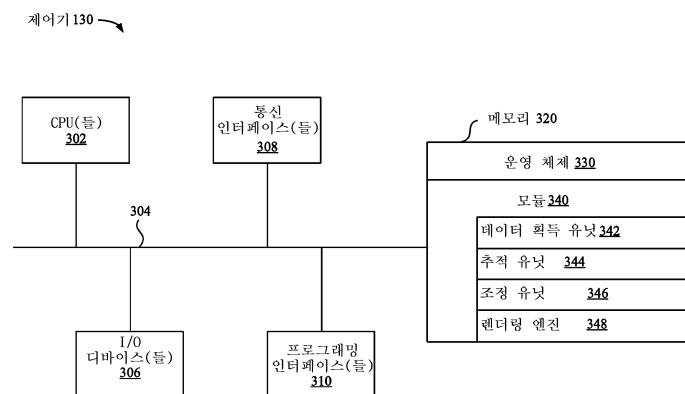 제어기 130
CPU(들)
302
통신
인터페이스(들)
308
메모리 320
운영 체제 330
모듈 340
데이터 획득 유닛 342
추적 유닛 344
조정 유닛 346
렌더링 엔진 348
304
I/O
디바이스(들)
306
프로그래밍
인터페이스(들)
310